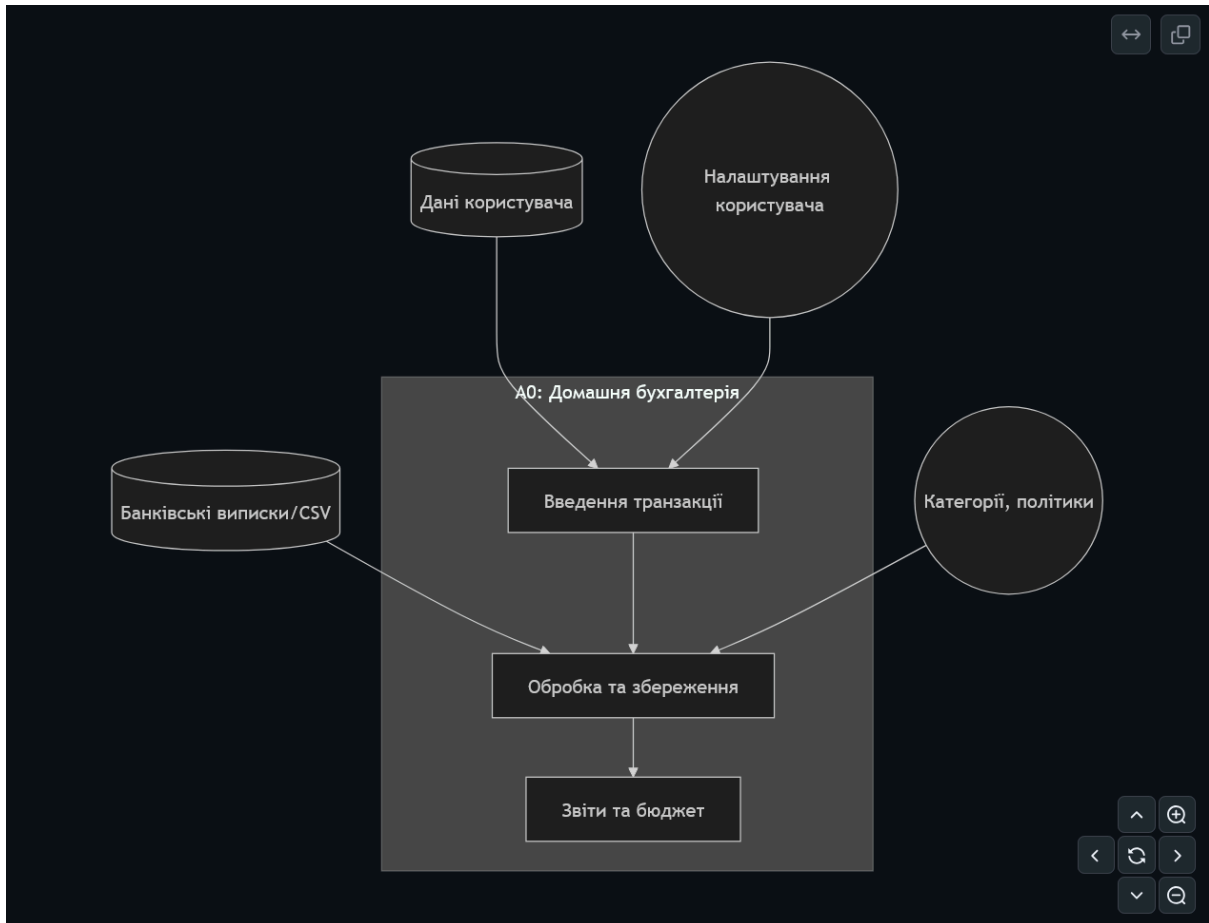 Налаштування
користувача
Дані користувача
A0: Домашня бухгалтерія
Введення транзакції
Банківські виписки/CSV
Категорії, політики
Обробка та збереження
Звіти та бюджет